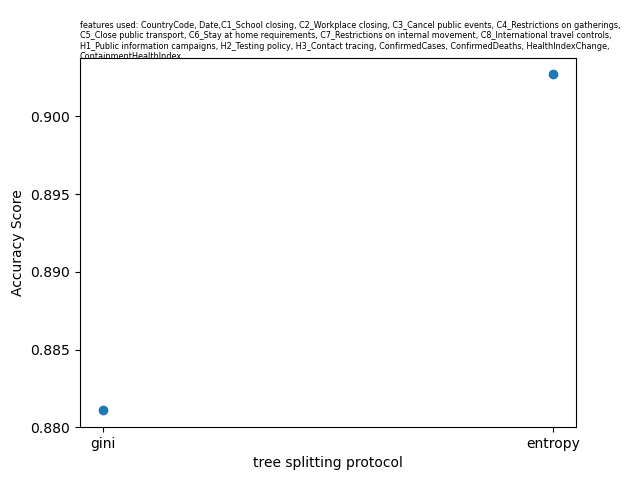 features used: CountryCode, Date,C1_School closing, C2_Workplace closing, C3_Cancel public events, C4_Restrictions on gatherings,
C5_Close public transport, C6_Stay at home requirements, C7_Restrictions on internal movement, C8_International travel controls,
H1_Public information campaigns, H2_Testing policy, H3_Contact tracing, ConfirmedCases, ConfirmedDeaths, HealthIndexChange,
ContainmentHealthIndex
0.900
0.895
0.890
0.885
0.880
Accuracy Score
gini entropy
tree splitting protocol